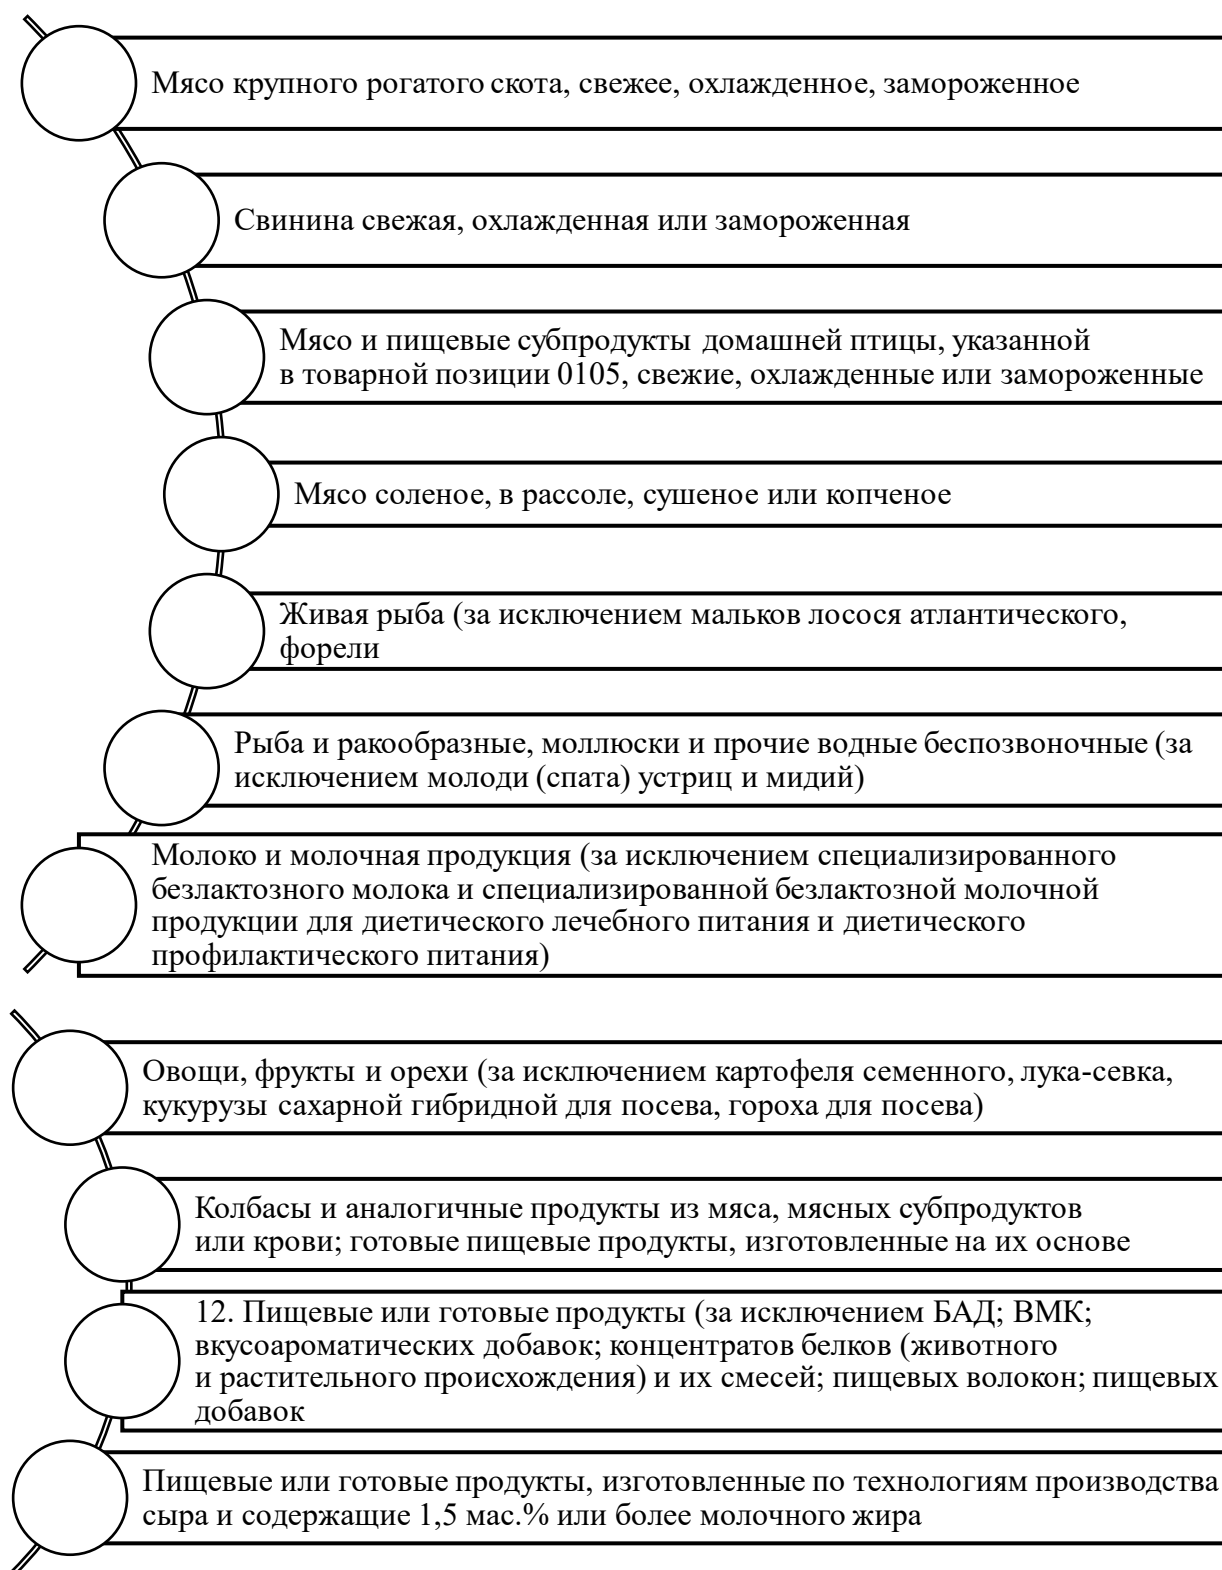 Мясо крупного рогатого скота, свежее, охлажденное, замороженное
Свинина свежая, охлажденная или замороженная
Мясо и пищевые субпродукты домашней птицы, указанной
в товарной позиции 0105, свежие, охлажденные или замороженные
Мясо соленое, в рассоле, сушеное или копченое
Живая рыба (за исключением мальков лосося атлантического,
форели
Рыба и ракообразные, моллюски и прочие водные беспозвоночные (за
исключением молоди (спата) устриц и мидий)
Молоко и молочная продукция (за исключением специализированного
безлактозного молока и специализированной безлактозной молочной
продукции для диетического лечебного питания и диетического
профилактического питания)
Овощи, фрукты и орехи (за исключением картофеля семенного, лука-севка,
кукурузы сахарной гибридной для посева, гороха для посева)
Колбасы и аналогичные продукты из мяса, мясных субпродуктов
или крови; готовые пищевые продукты, изготовленные на их основе
12. Пищевые или готовые продукты (за исключением БАД; ВМК;
вкусоароматических добавок; концентратов белков (животного
и растительного происхождения) и их смесей; пищевых волокон; пищевых
добавок
Пищевые или готовые продукты, изготовленные по технологиям производства
сыра и содержащие 1,5 мас.% или более молочного жира